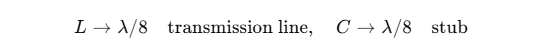 L → λ/8 transmission line, C → λ/8 stub